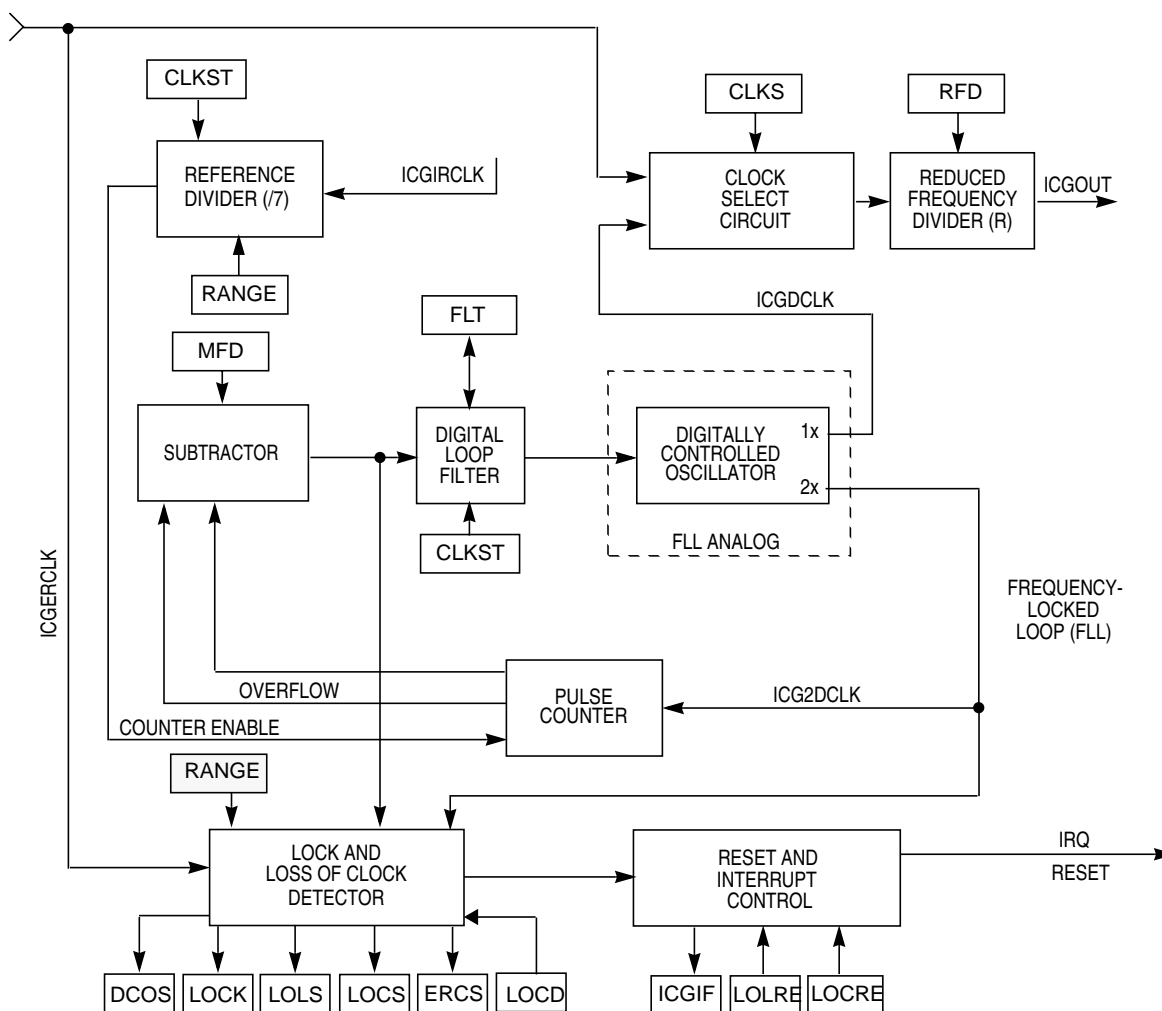 CLKST
CLKS
RFD
REFERENCE
DIVIDER (/7)
ICGIRCLK
CLOCK
SELECT
CIRCUIT
REDUCED
FREQUENCY
DIVIDER (R)
ICGOUT
RANGE
FLT
ICGDCLK
MFD
SUBTRACTOR
DIGITAL
LOOP
FILTER
DIGITALLY
CONTROLLED
OSCILLATOR
1x
2x
CLKST
FLL ANALOG
ICGERCLK
FREQUENCY-
LOCKED
LOOP (FLL)
OVERFLOW
PULSE
COUNTER
ICG2DCLK
COUNTER ENABLE
RANGE
LOCK AND
LOSS OF CLOCK
DETECTOR
RESET AND
INTERRUPT
CONTROL
IRQ
RESET
DCOS
LOCK
LOLS
LOCS
ERCS
LOCD
ICGIF
LOLRE
LOCRE